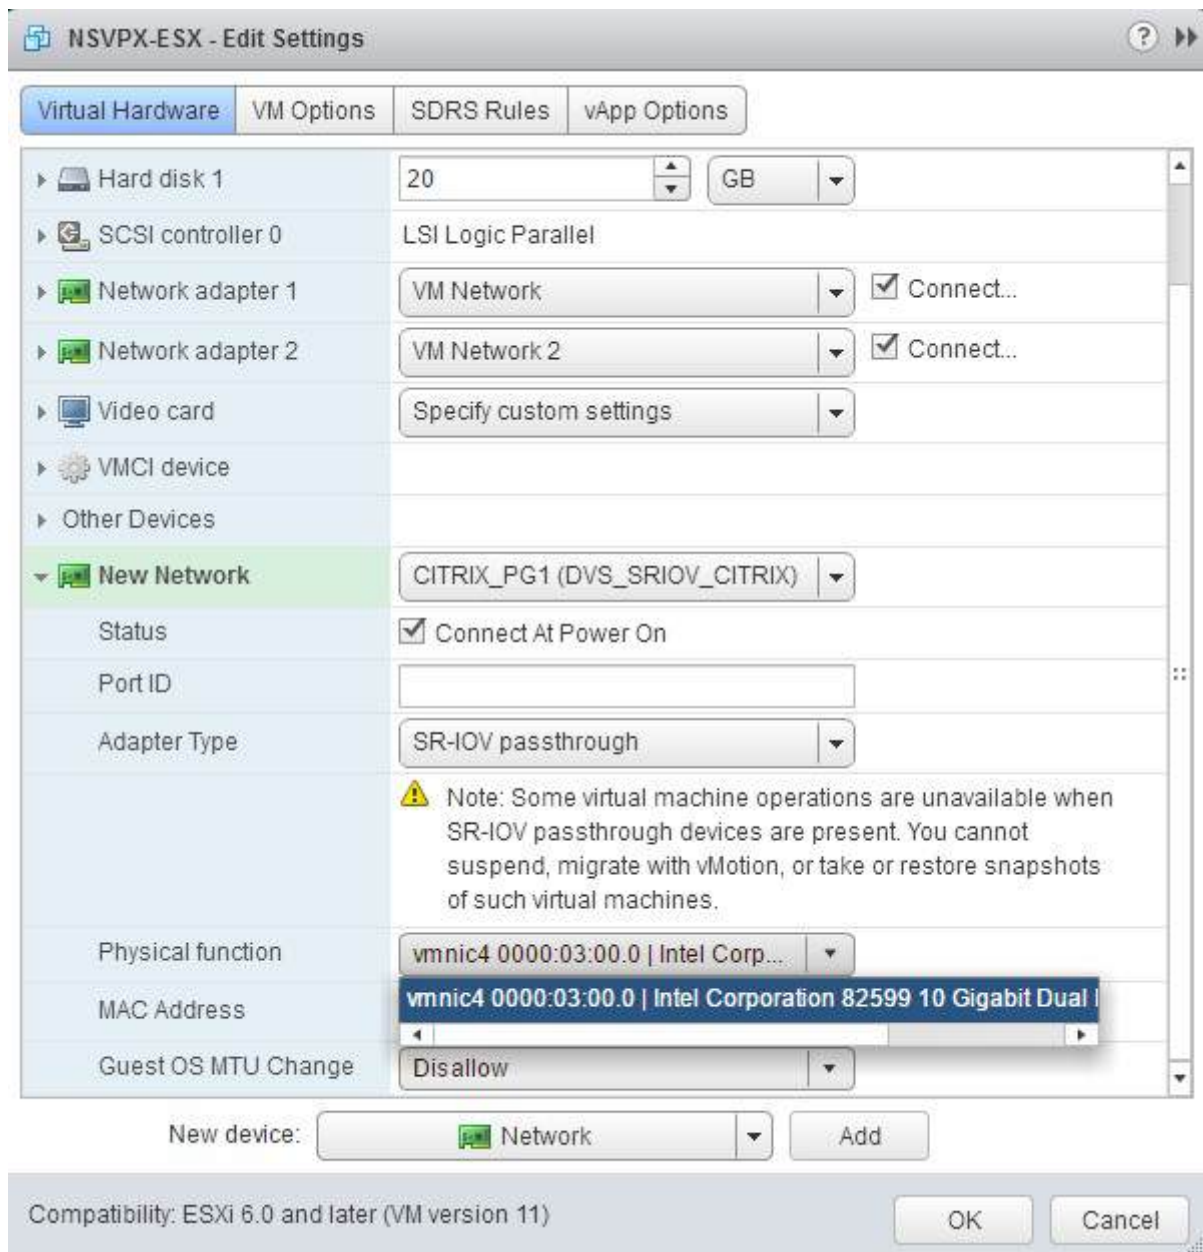 NSVPX-ESX - Edit Settings
Virtual Hardware VM Options SDRS Rules vApp Options
Hard disk 1 20 GB
SCSI controller 0 LSI Logic Parallel
Network adapter 1 VM Network Connect...
Network adapter 2 VM Network 2 Connect...
Video card Specify custom settings
VMCI device
Other Devices
New Network CITRIX_PG1 (DVS_SRIOV_CITRIX)
Status Connect At Power On
Port ID
Adapter Type SR-IOV passthrough
Note: Some virtual machine operations are unavailable when
SR-IOV passthrough devices are present. You cannot
suspend, migrate with vMotion, or take or restore snapshots
of such virtual machines.
Physical function vmnic4 0000:03:00.0 | Intel Corp...
MAC Address vmnic4 0000:03:00.0 | Intel Corporation 82599 10 Gigabit Dual
Guest OS MTU Change Disallow
New device: Network Add
Compatibility: ESXi 6.0 and later (VM version 11) OK Cancel